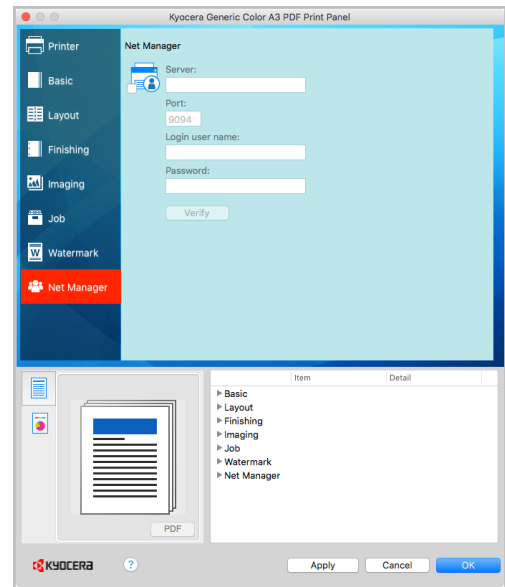 Kyocera Generic Color A3 PDF Print Panel
Printer
Basic
Layout
Finishing
Imaging
Job
W Watermark
Net Manager
Net Manager
Server:
Port:
9094
Login user name:
Password:
Verify
Item Detail
Basic
Layout
Finishing
Imaging
Job
Watermark
Net Manager
PDF
KYOCERA
?
Apply Cancel OK